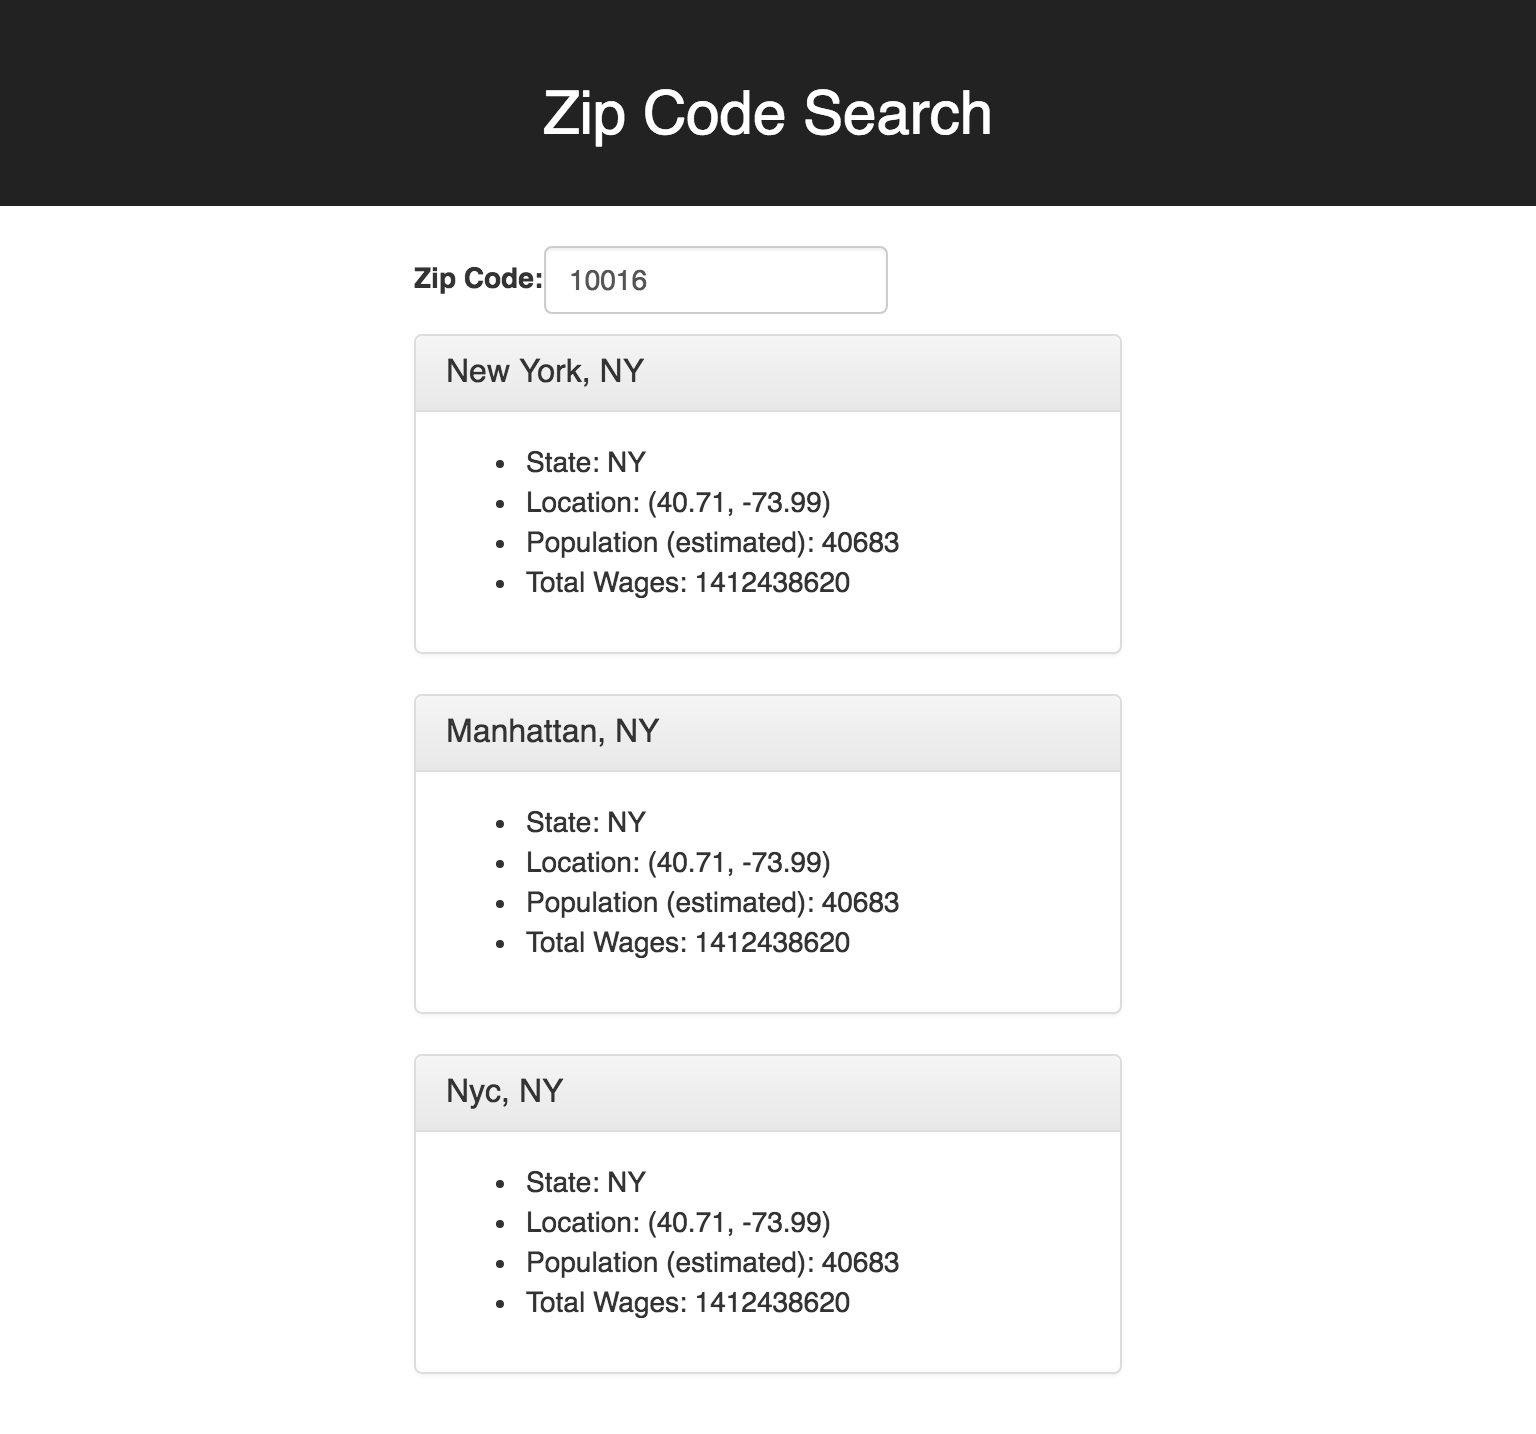 Zip Code Search
Zip Code: 10016
New York, NY
State: NY
Location: (40.71, -73.99)
Population (estimated): 40683
Total Wages: 1412438620
Manhattan, NY
State: NY
Location: (40.71, -73.99)
Population (estimated): 40683
Total Wages: 1412438620
Nyc, NY
State: NY
Location: (40.71, -73.99)
Population (estimated): 40683
Total Wages: 1412438620